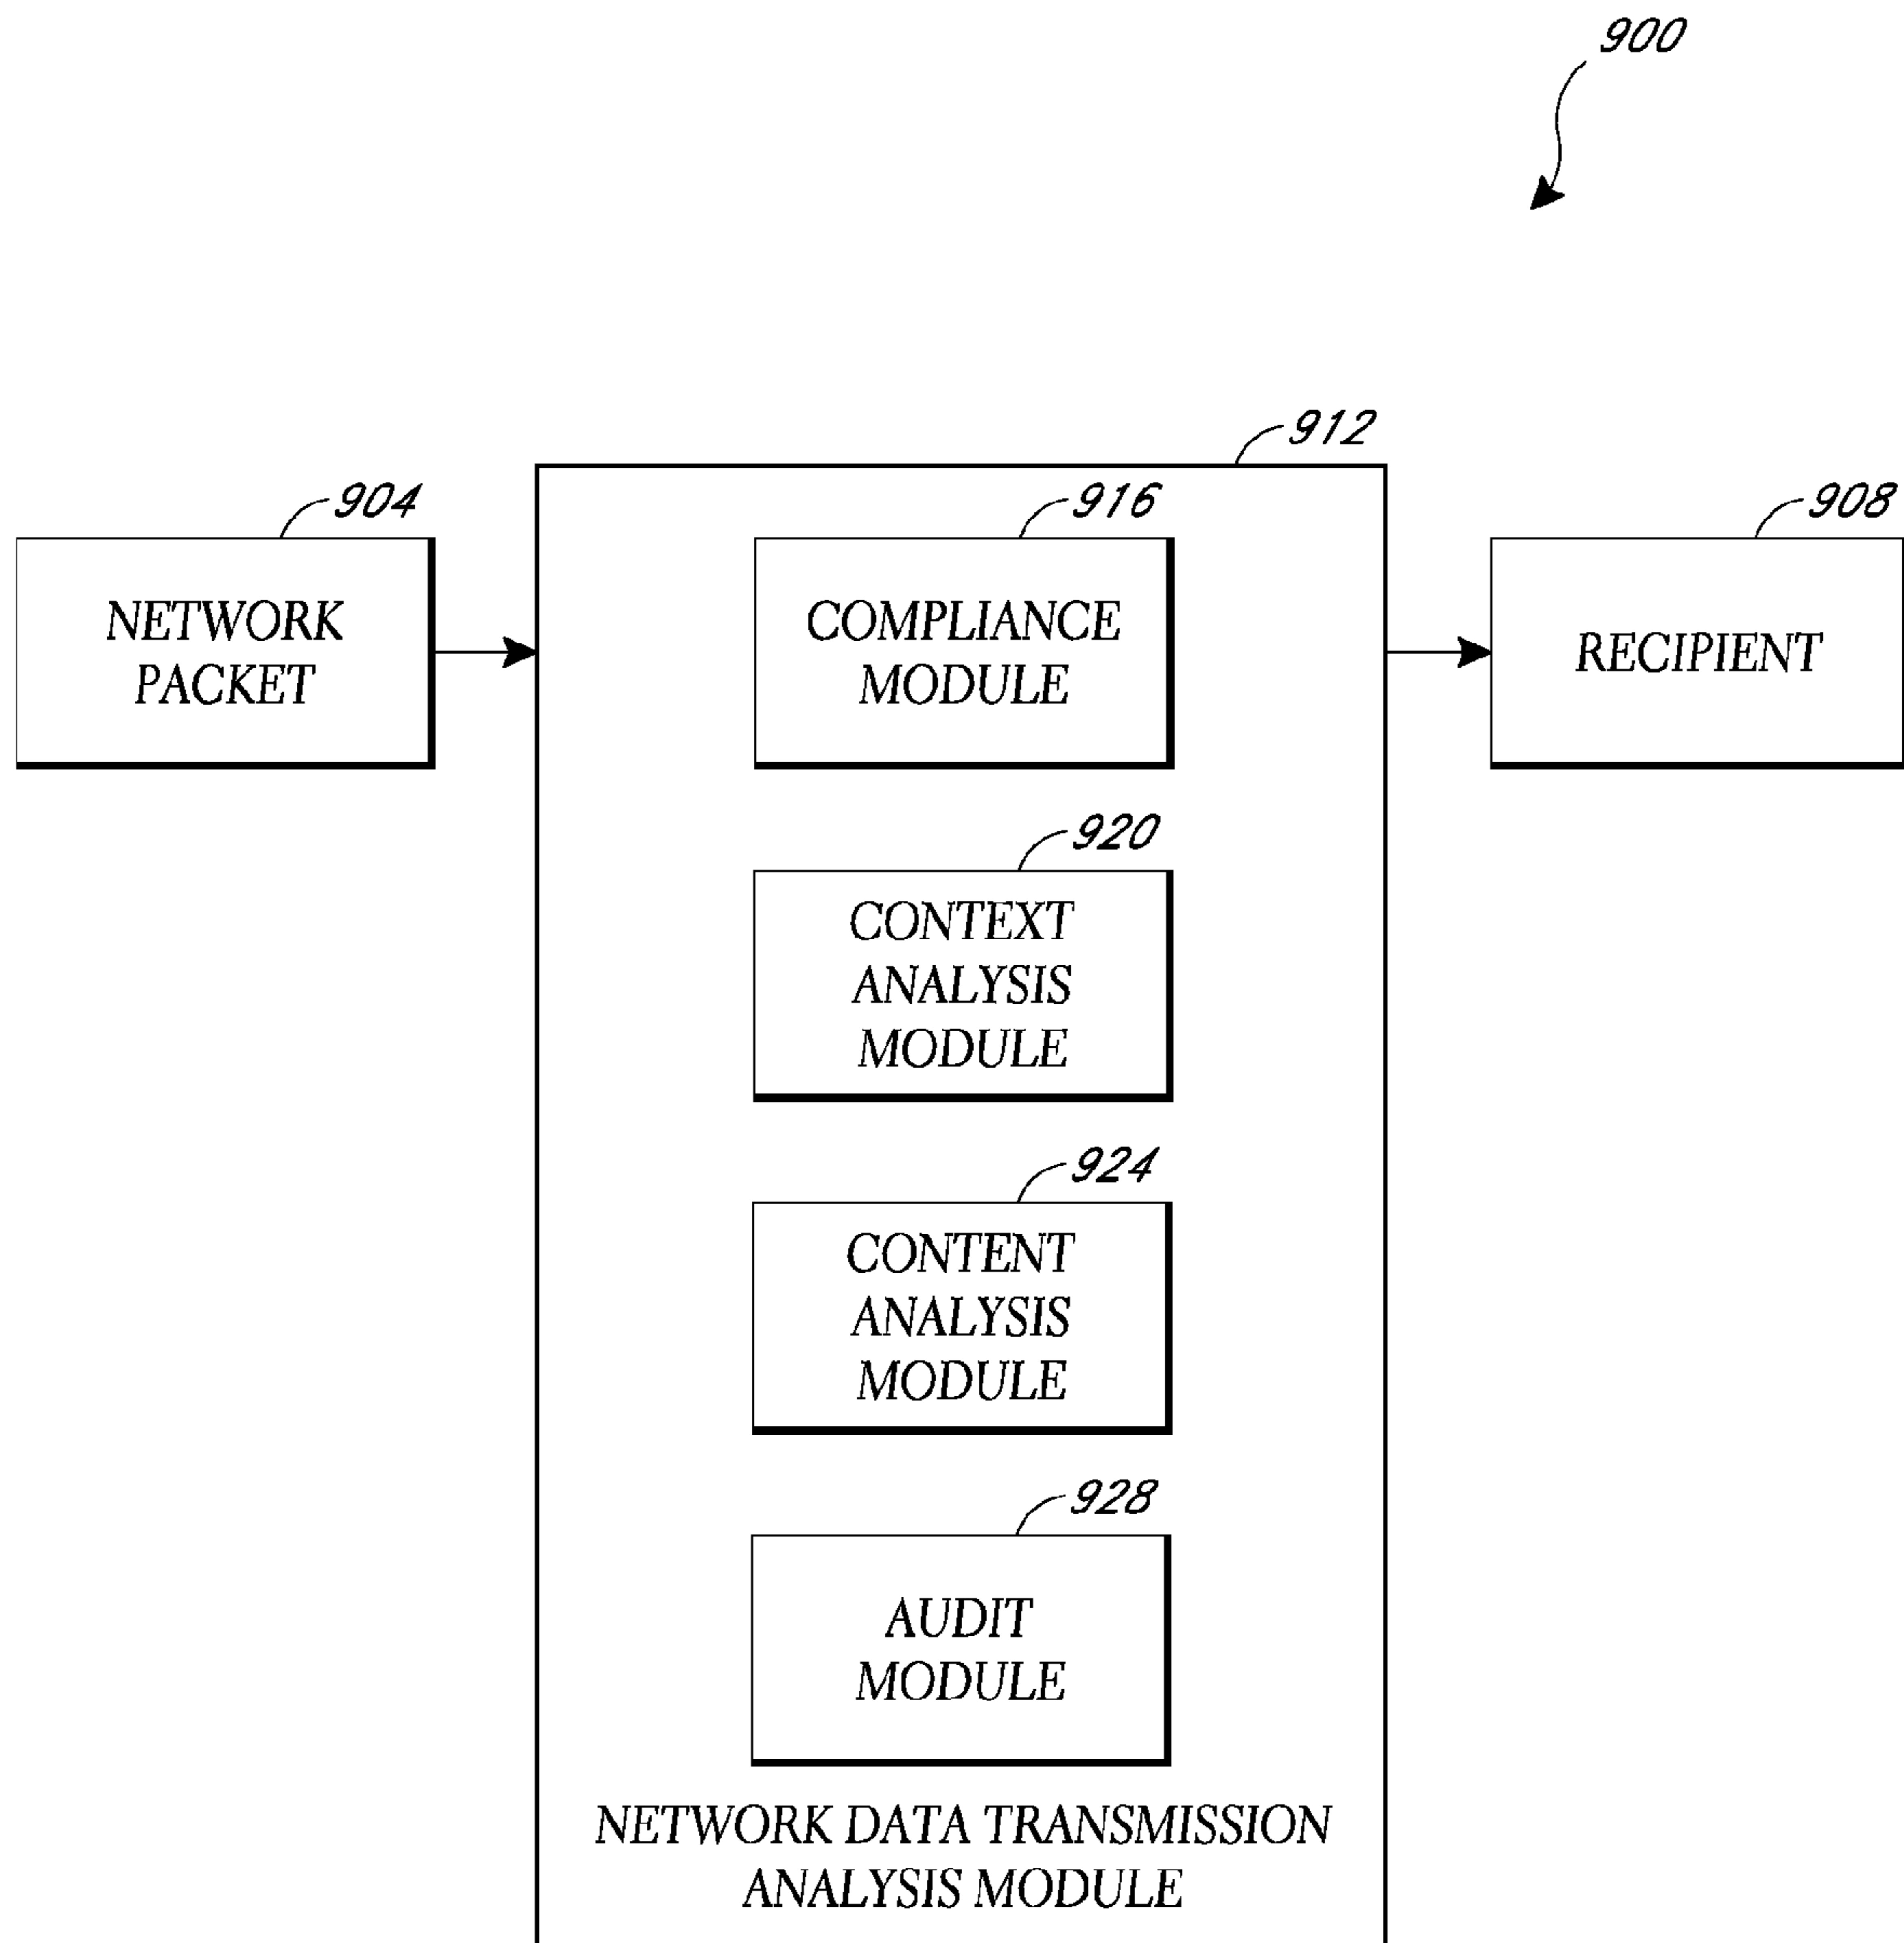 900
912
904
916
908
NETWORK
PACKET
COMPLIANCE
MODULE
RECIPIENT
920
CONTEXT
ANALYSIS
MODULE
924
CONTENT
ANALYSIS
MODULE
928
AUDIT
MODULE
NETWORK DATA TRANSMISSION
ANALYSIS MODULE